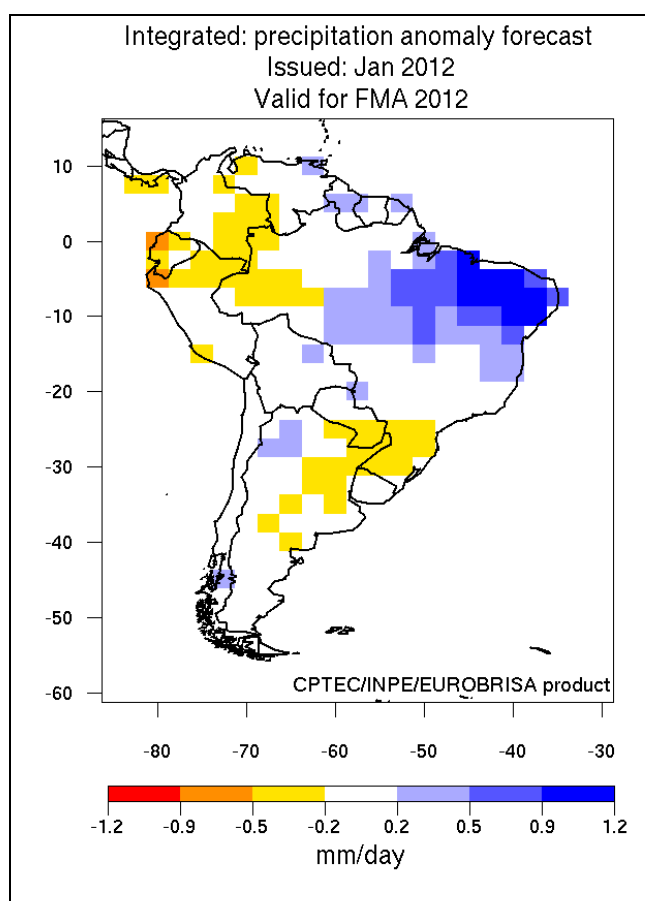 Integrated: precipitation anomaly forecast
Issued: Jan 2012
Valid for FMA 2012
10
0
-10
-20
-30
-40
-50
-60
CPTEC/INPE/EUROBRISA product
-80 -70 -60 -50 -40 -30
-1.2 -0.9 -0.5 -0.2 0.2 0.5 0.9 1.2
mm/day